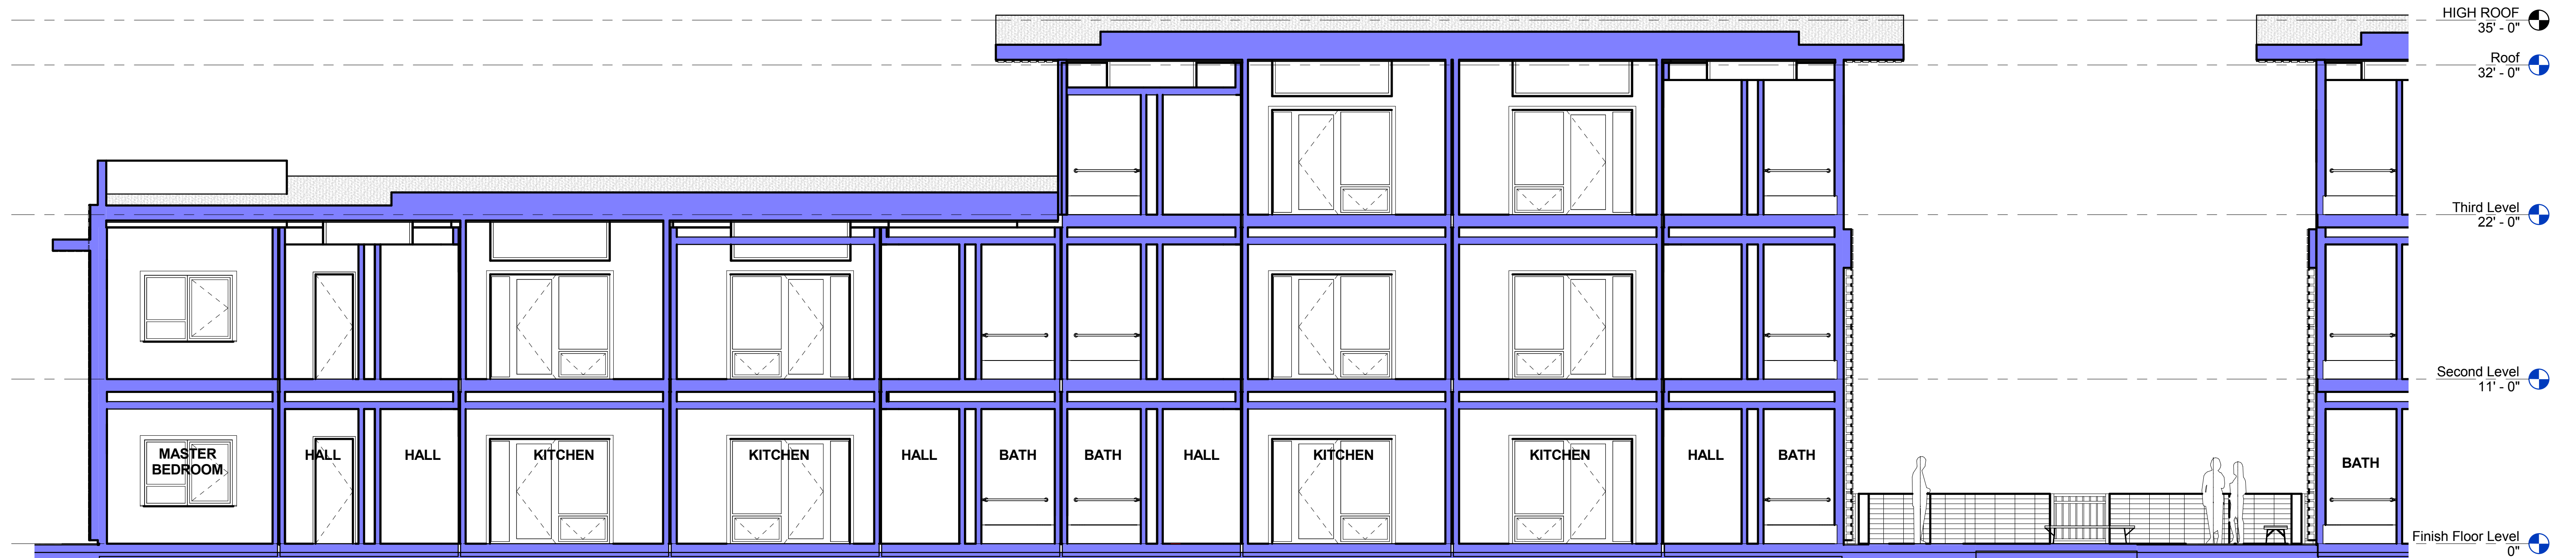 HIGH ROOF
35' - 0"
Roof
32' - 0"
Third Level
22' - 0"
Second Level
11' - 0"
MASTER
BEDROOM
HALL
HALL
KITCHEN
KITCHEN
HALL
BATH
BATH
HALL
KITCHEN
KITCHEN
HALL
BATH
BATH
Finish Floor Level
0"